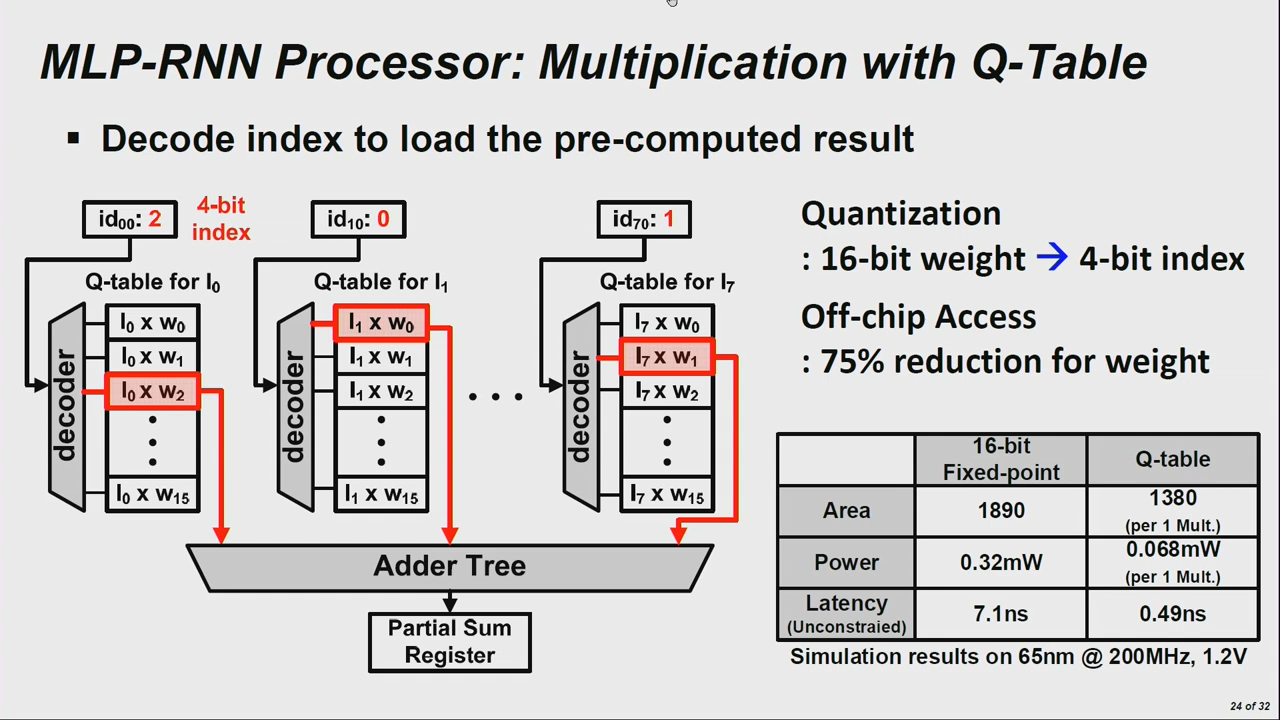 MLP-RNN Processor: Multiplication with Q-Table
▪ Decode index to load the pre-computed result
id00: 2
4-bit
index
id10: 0
id70: 1
Q-table for I0
Q-table for I1
Q-table for I7
decoder
I0 x w0
I0 x w1
I0 x w2
I0 x w15
decoder
I1 x w0
I1 x w1
I1 x w2
I1 x w15
. . .
decoder
I7 x w0
I7 x w1
I7 x w2
I7 x w15
Adder Tree
Partial Sum
Register
Quantization
: 16-bit weight → 4-bit index
Off-chip Access
: 75% reduction for weight
16-bit
Fixed-point
Q-table
Area
1890
1380
(per 1 Mult.)
Power
0.32mW
0.068mW
(per 1 Mult.)
Latency
(Unconstraied)
7.1ns
0.49ns
Simulation results on 65nm @ 200MHz, 1.2V
24 of 32